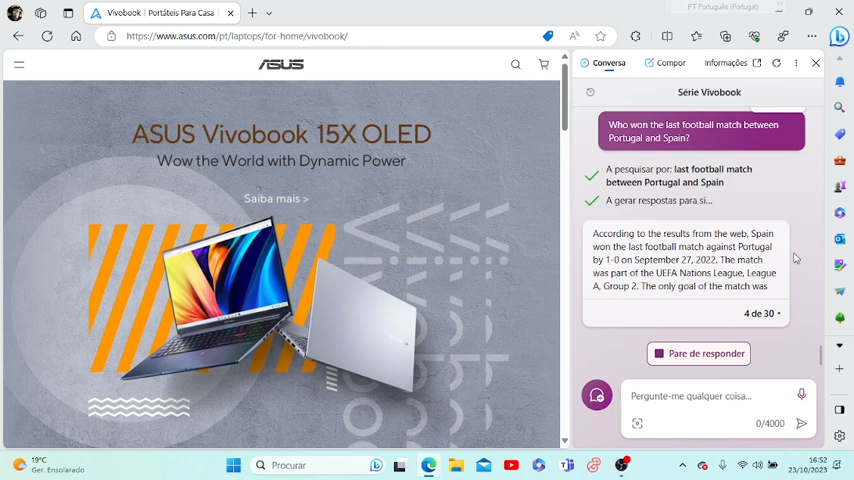 PT Português (Portugal)
Vivobook | Portáteis Para Casa
https://www.asus.com/pt/laptops/for-home/vivobook/
Conversa
Compor
Informações
ASUS
Série Vivobook
ASUS Vivobook 15X OLED
Wow the World with Dynamic Power
Saiba mais >
Who won the last football match between
Portugal and Spain?
A pesquisar por: last football match
between Portugal and Spain
A gerar respostas para si...
According to the results from the web, Spain
won the last football match against Portugal
by 1-0 on September 27, 2022. The match
was part of the UEFA Nations League, League
A, Group 2. The only goal of the match was
4 de 30
Pare de responder
Pergunte-me qualquer coisa...
0/4000
19°C
Ger. Ensolarado
Procurar
16:52
23/10/2023